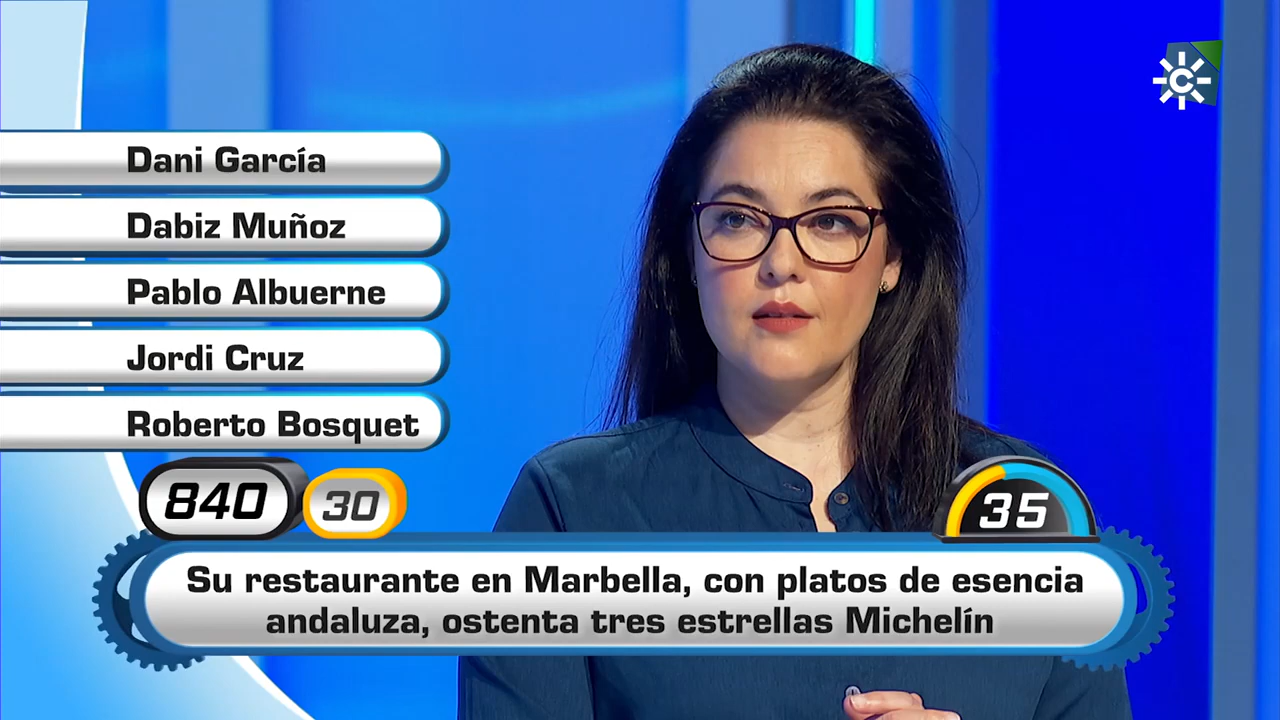 Dani García
Dabiz Muñoz
Pablo Albuerne
Jordi Cruz
Roberto Bosquet
840
30
35
Su restaurante en Marbella, con platos de esencia
andaluza, ostenta tres estrellas Michelín